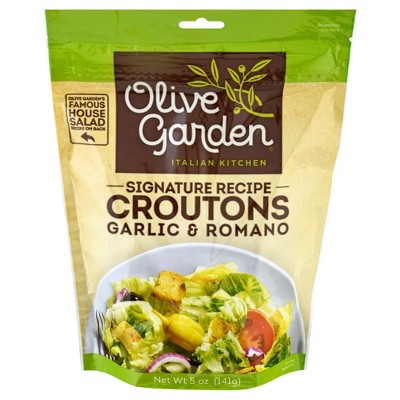 OLIVE GARDEN'S
FAMOUS
HOUSE
SALAD
RECIPE ON BACK
Olive
Garden
ITALIAN KITCHEN
SIGNATURE RECIPE
CROUTONS
GARLIC & ROMANO
Net Wt 5 oz (141g)